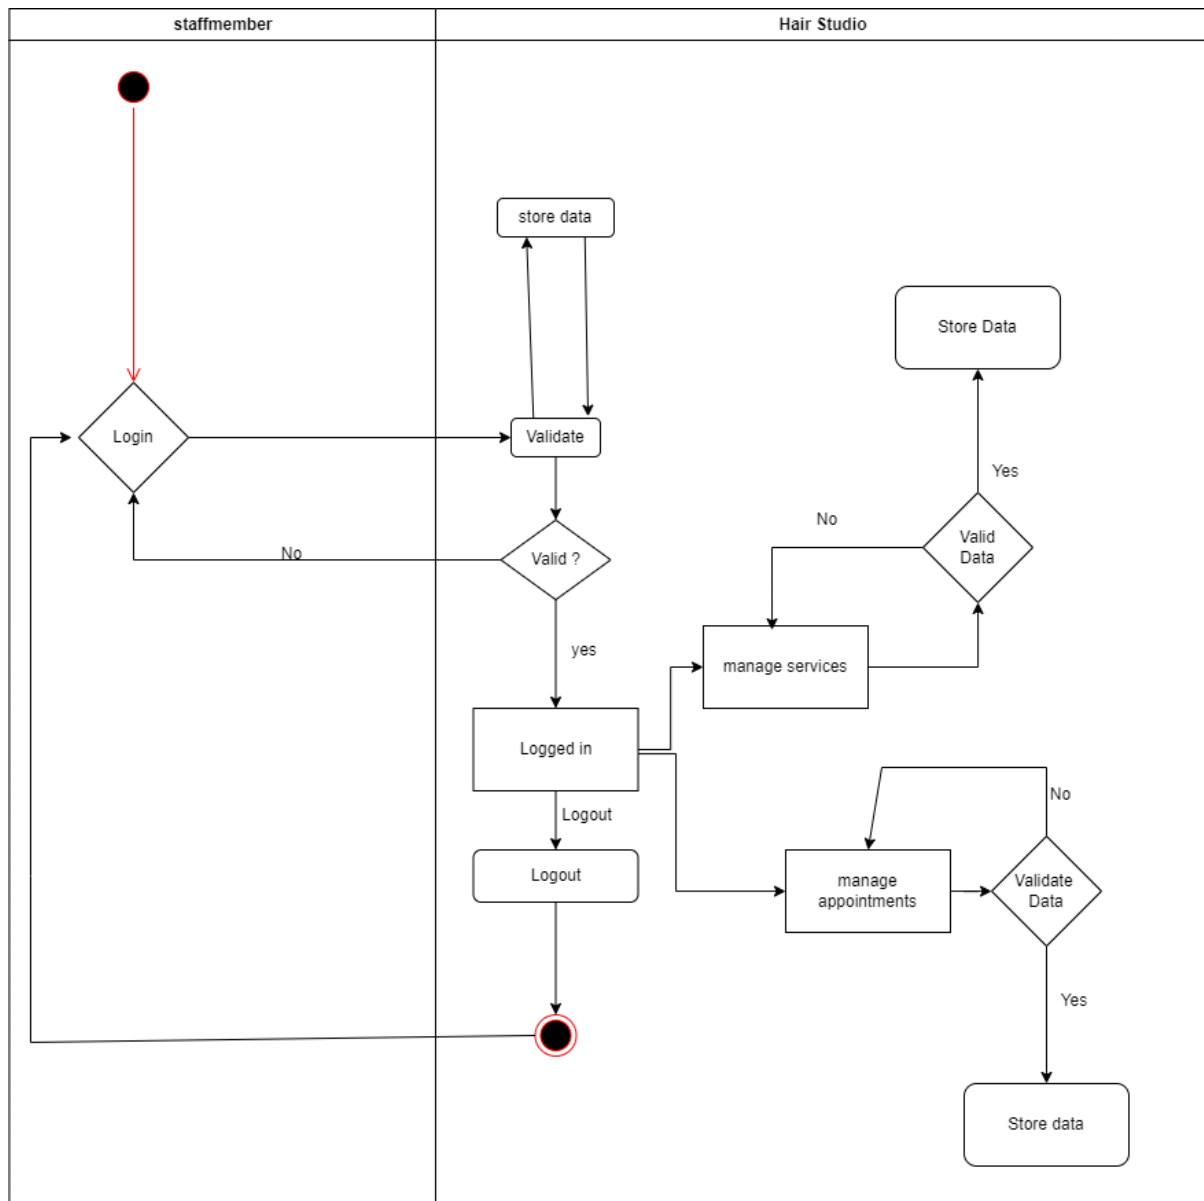 staffmember
Hair Studio
store data
Store Data
Login
Validate
Yes
No
Valid
Data
No
Valid ?
yes
manage services
Logged in
No
Logout
Logout
manage
appointments
Validate
Data
Yes
Store data